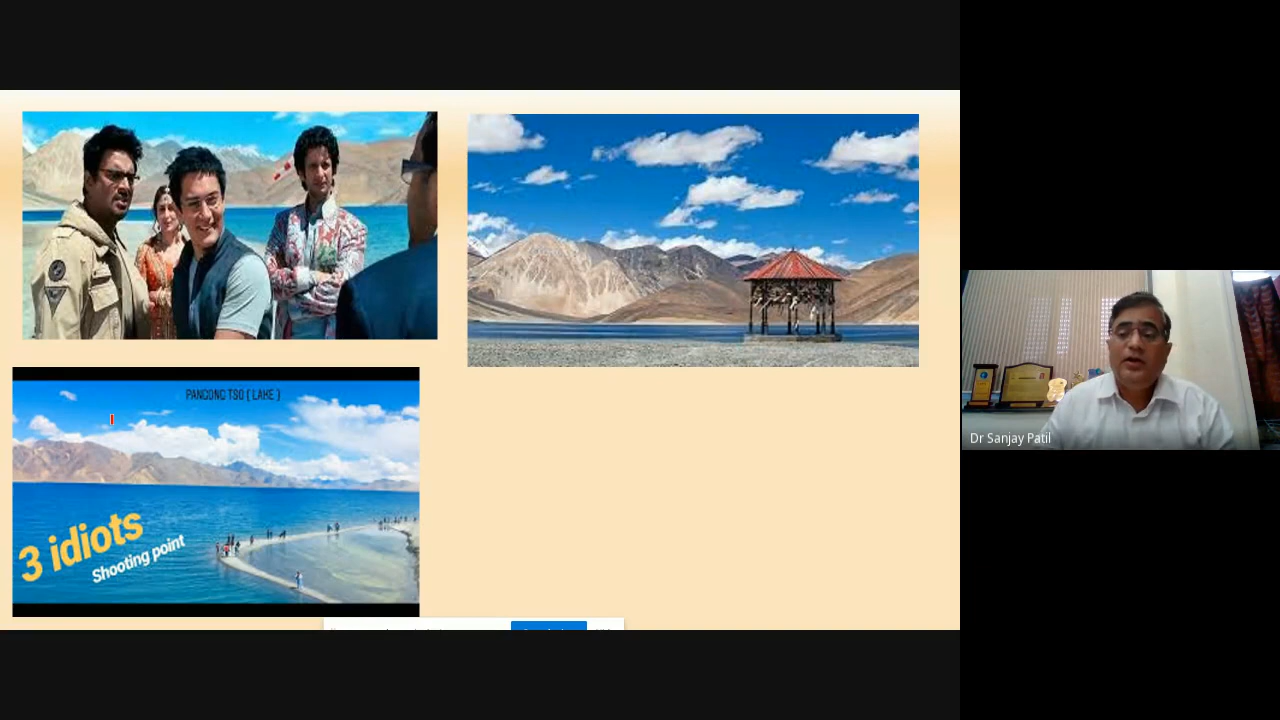 PANGONG TSO ( LAKE )
3 idiots
Shooting point
Dr Sanjay Patil